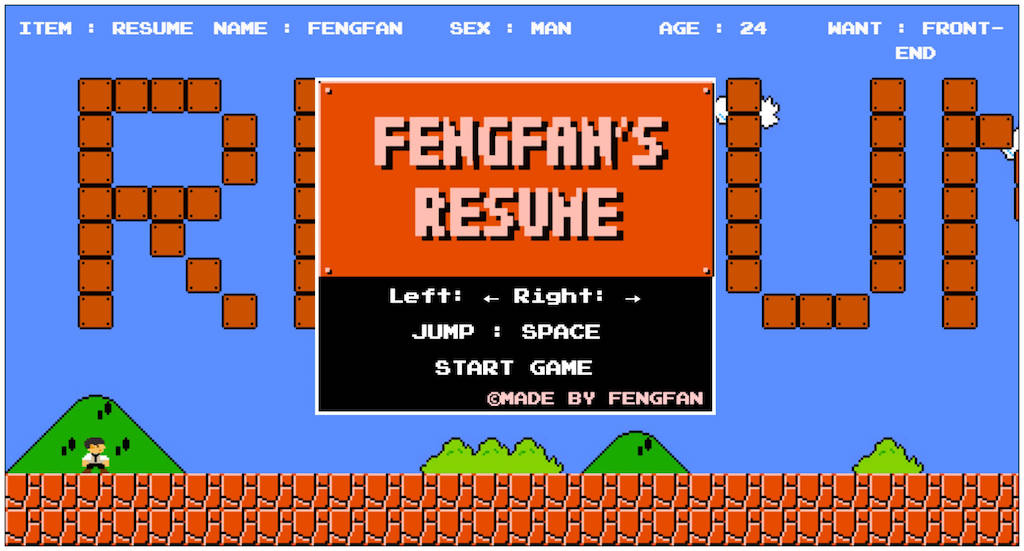 ITEM : RESUME NAME : FENGFAN SEX : MAN AGE : 24 WANT : FRONT-
END
FENGFAN'S
RESUME
Left: ← Right: →
JUMP : SPACE
START GAME
©MADE BY FENGFAN